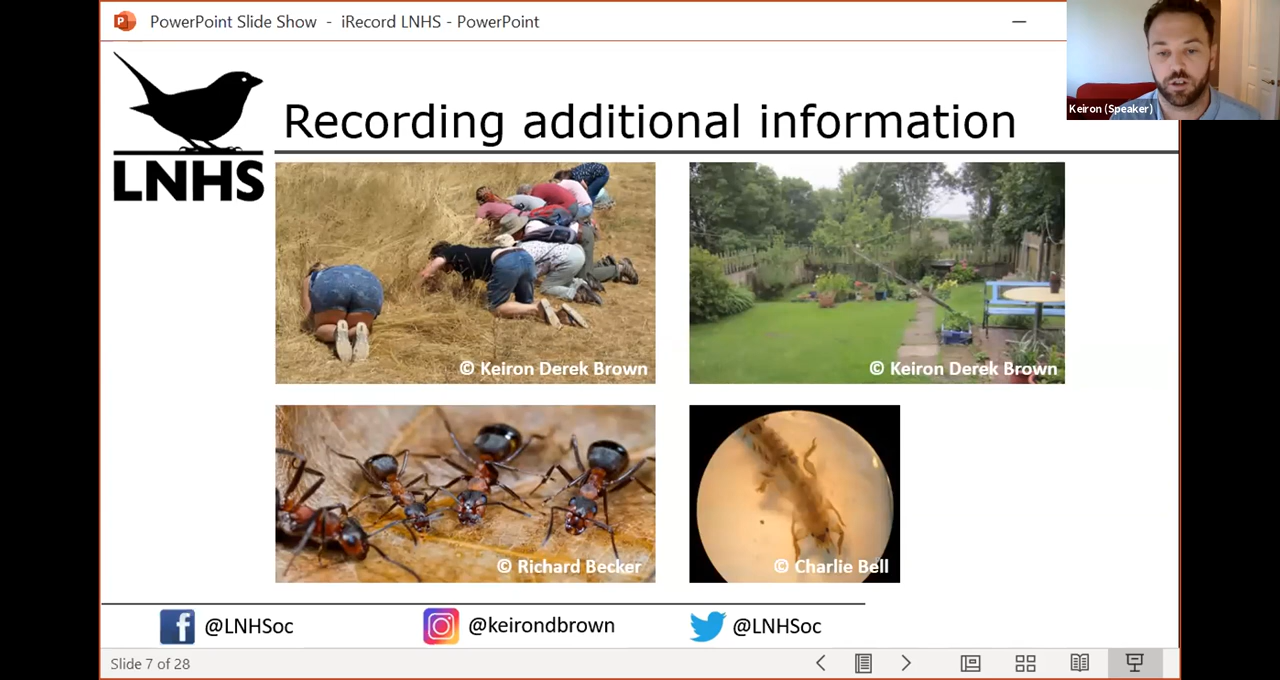 PowerPoint Slide Show - iRecord LNHS - PowerPoint
Keiron (Speaker)
LNHS
Recording additional information
© Keiron Derek Brown
© Keiron Derek Brown
© Richard Becker
© Charlie Bell
@LNHSoc
@keirondbrown
@LNHSoc
Slide 7 of 28